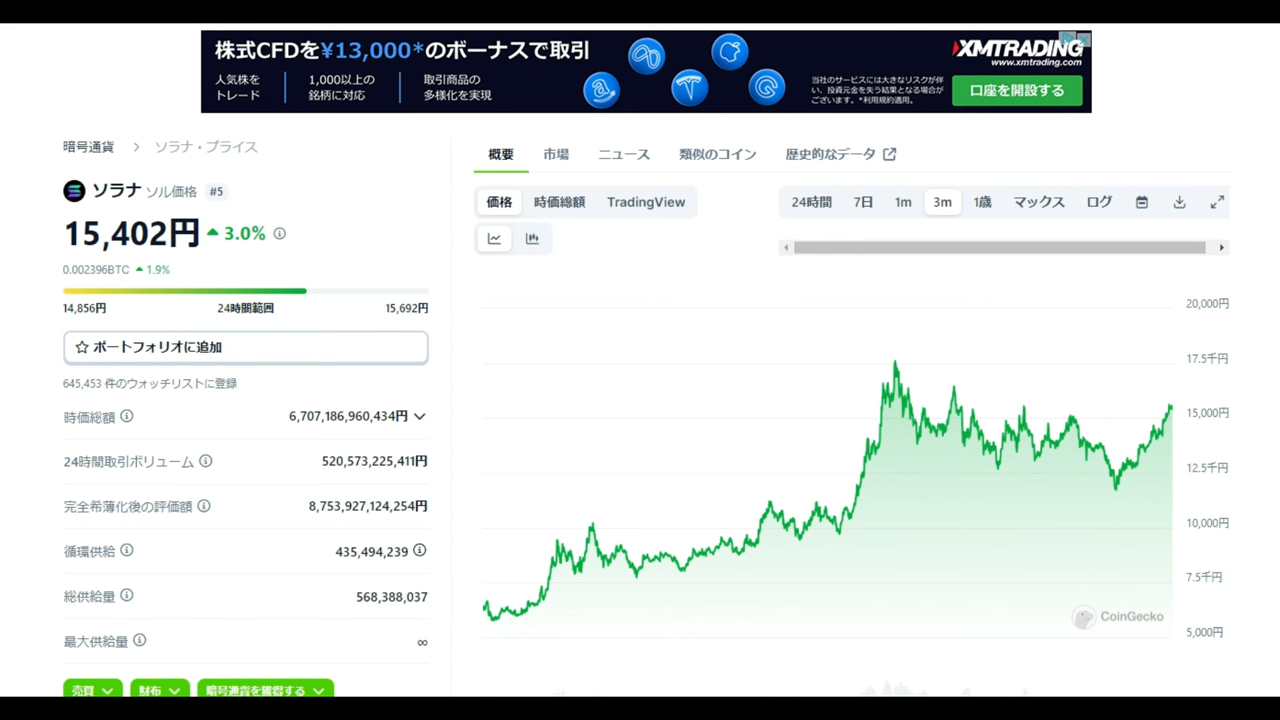 株式CFDを¥13,000*のボーナスで取引
人気株を
トレード
1,000以上の
銘柄に対応
取引商品の
多様化を実現
XMTRADING
www.xmtrading.com
当社のサービスには大きなリスクが伴
い、投資元金を失う結果となる場合が
ございます。*利用規約適用。
口座を開設する
暗号通貨 > ソラナ・プライス
ソラナ ソル価格 #5
15,402円 3.0%
0.002396BTC 1.9%
14,856円 24時間範囲 15,692円
ポートフォリオに追加
645,453 件のウォッチリストに登録
時価総額 6,707,186,960,434円
24時間取引ボリューム 520,573,225,411円
完全希薄化後の評価額 8,753,927,124,254円
循環供給 435,494,239
総供給量 568,388,037
最大供給量 ∞
売買 財布 暗号通貨を獲得する
概要 市場 ニュース 類似のコイン 歴史的なデータ
価格 時価総額 TradingView
24時間 7日 1m 3m 1歳 マックス ログ
20,000円
17.5千円
15,000円
12.5千円
10,000円
7.5千円
5,000円
CoinGecko